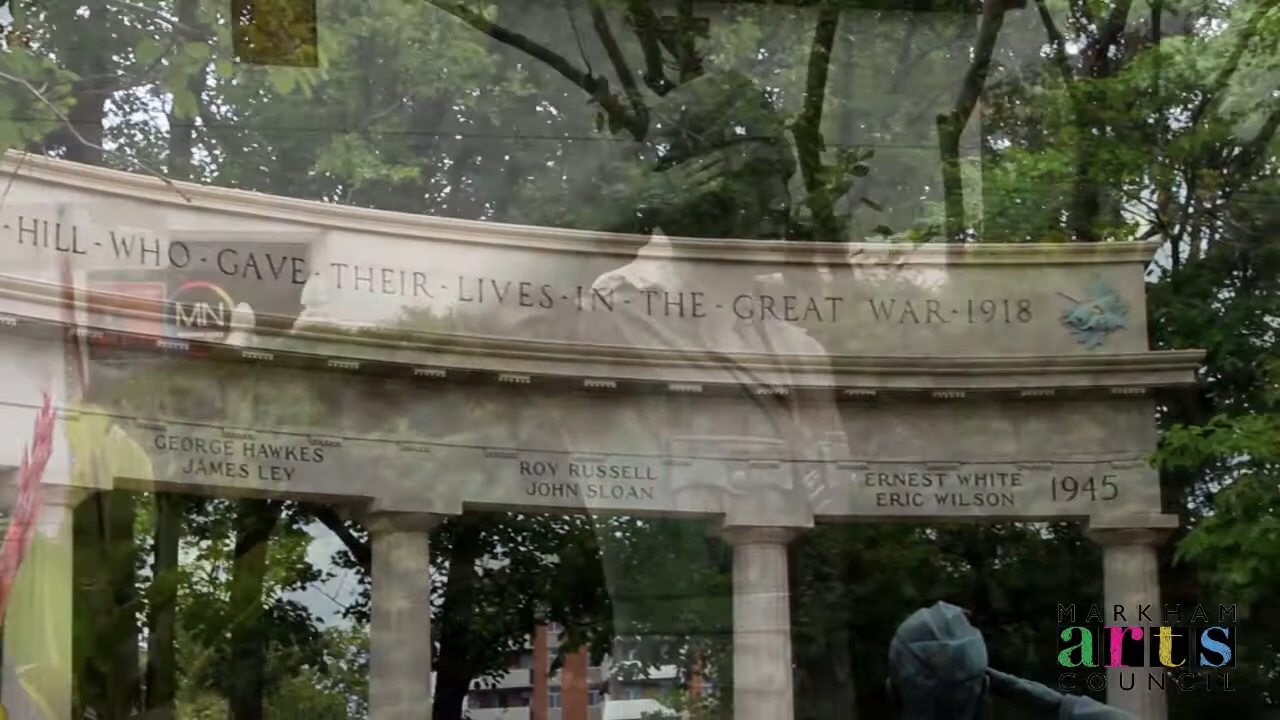 ·HILL·WHO·GAVE·THEIR·LIVES·IN·THE·GREAT WAR·1918
MN
GEORGE HAWKES
JAMES LEY
ROY RUSSELL
JOHN SLOAN
ERNEST WHITE
ERIC WILSON
1945
MARKHAM
arts
COUNCIL